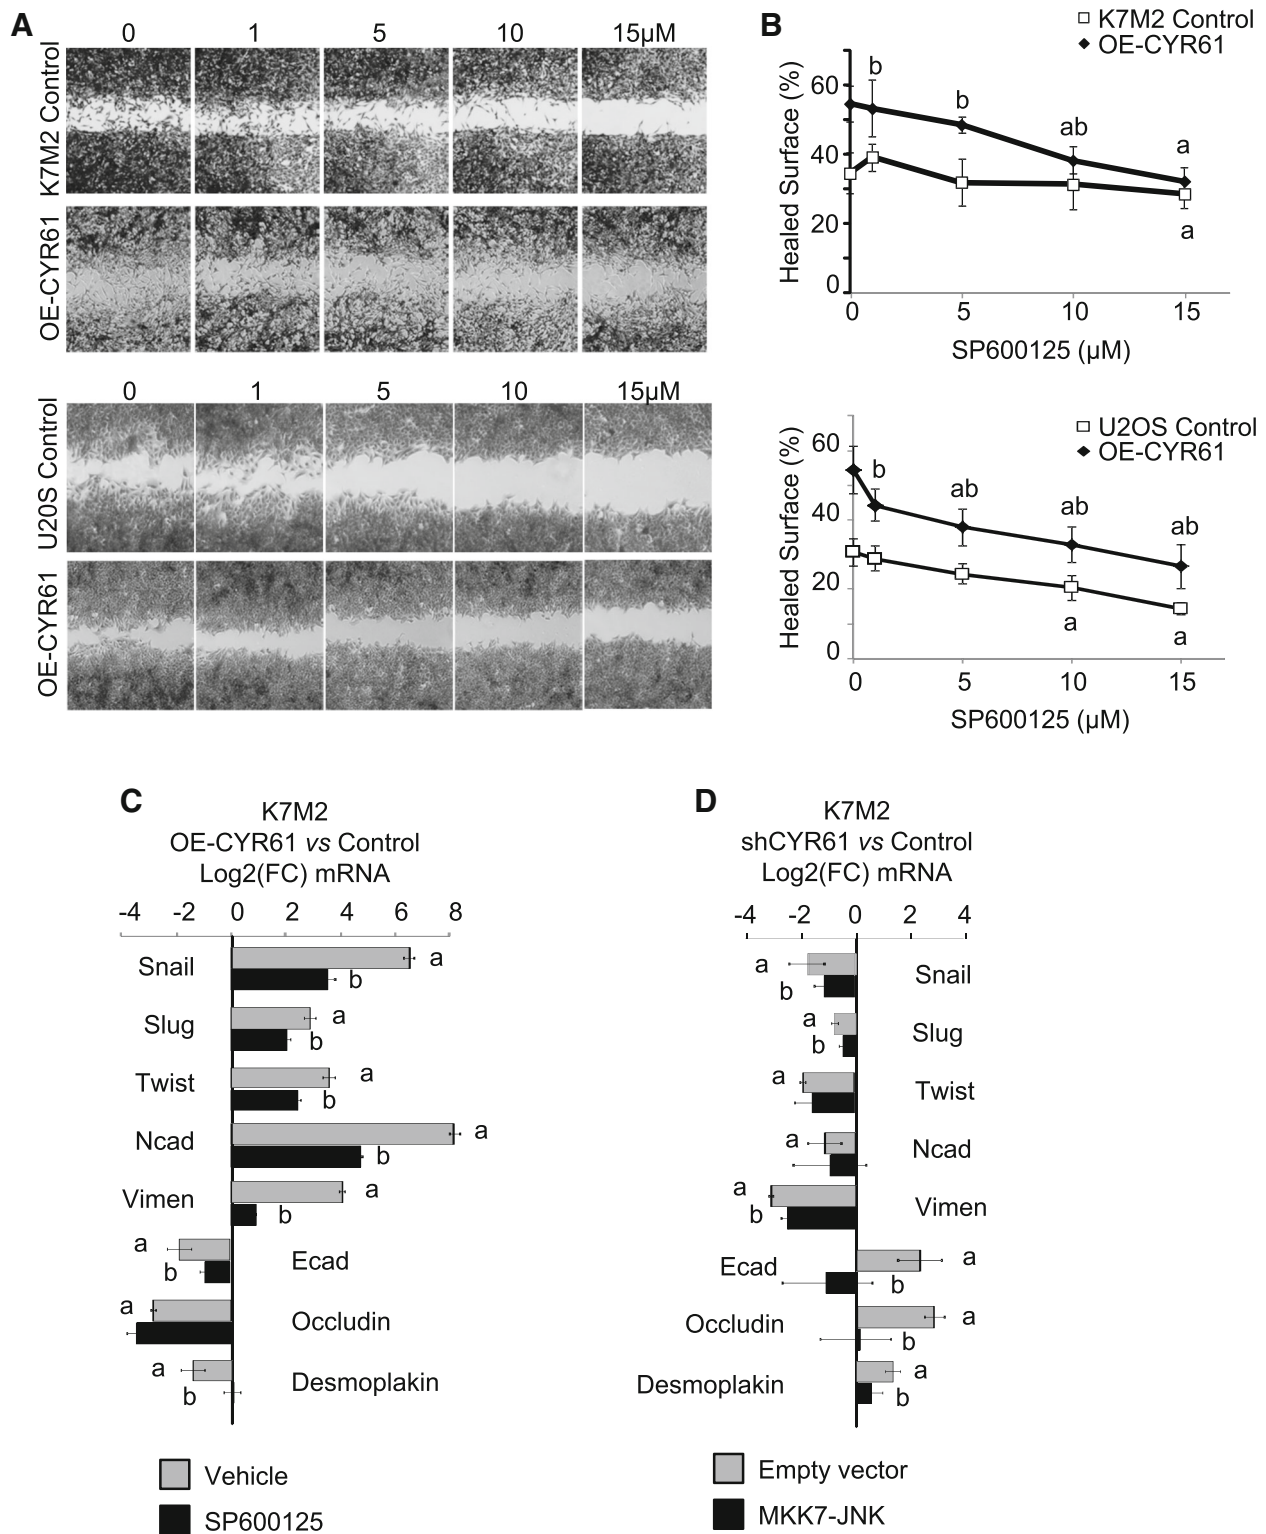 A
0 1 5 10 15µM
K7M2 Control
OE-CYR61
0 1 5 10 15µM
U20S Control
OE-CYR61
B
K7M2 Control
OE-CYR61
Healed Surface (%)
60
40
20
0
b
b
ab
a
a
0 5 10 15
SP600125 (µM)
U2OS Control
OE-CYR61
Healed Surface (%)
60
40
20
0
b
ab
ab
ab
a
a
0 5 10 15
SP600125 (µM)
C
K7M2
OE-CYR61 vs Control
Log2(FC) mRNA
-4 -2 0 2 4 6 8
Snail a
b
Slug a
b
Twist a
b
Ncad a
b
Vimen a
b
a Ecad
b
a Occludin
a Desmoplakin
b
Vehicle
SP600125
D
K7M2
shCYR61 vs Control
Log2(FC) mRNA
-4 -2 0 2 4
a Snail
b
a Slug
b
a Twist
a Ncad
a Vimen
b
Ecad a
b
Occludin a
b
Desmoplakin a
b
Empty vector
MKK7-JNK